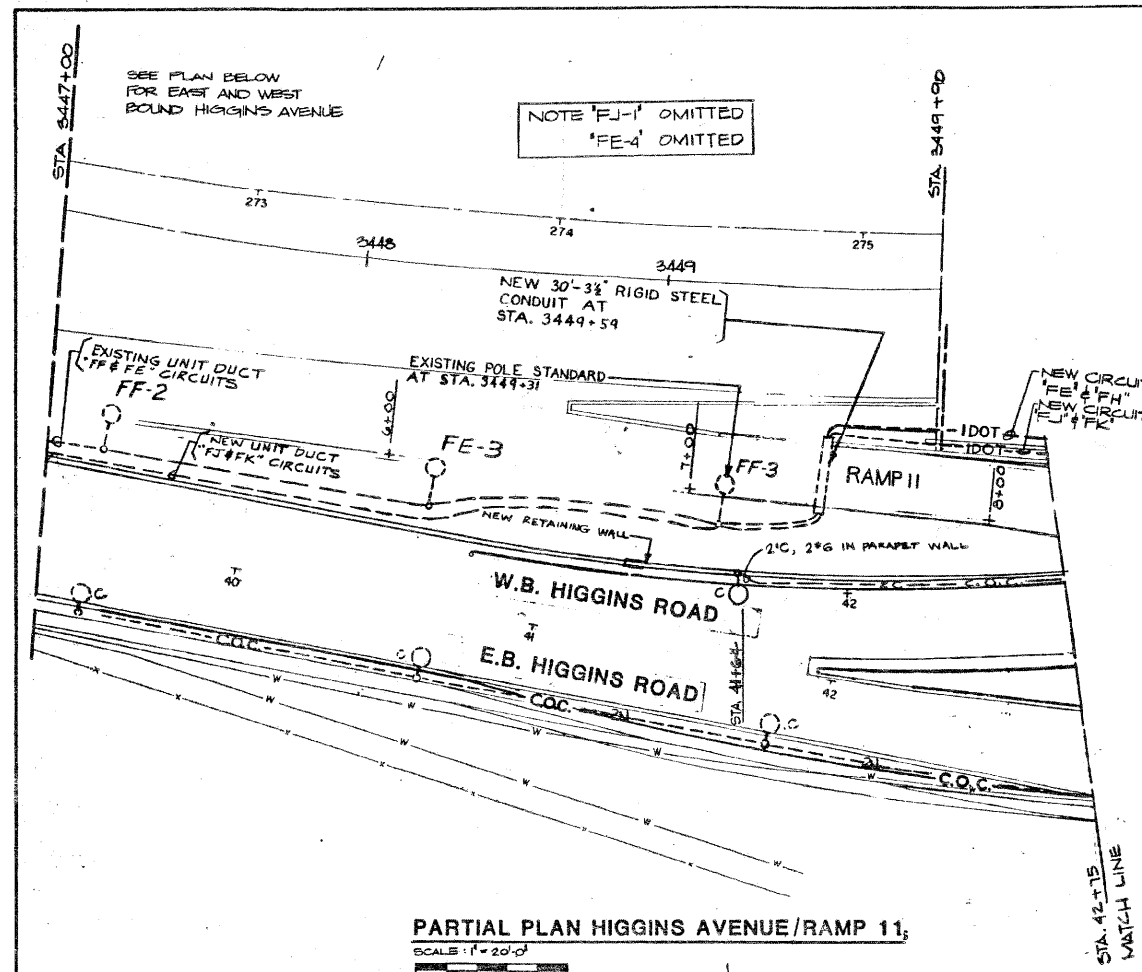 STA. 3447+00
SEE PLAN BELOW
FOR EAST AND WEST
BOUND HIGGINS AVENUE
NOTE "FJ-1" OMITTED
"FE-4" OMITTED
STA. 3449+90
273
274
275
3448
3449
NEW 30'-3½" RIGID STEEL
CONDUIT AT
STA. 3449+59
EXISTING UNIT DUCT
"FF & FE" CIRCUITS
EXISTING POLE STANDARD
AT STA. 3449+31
FF-2
6+00
NEW UNIT DUCT
"FJ & FK" CIRCUITS
FE-3
7+00
FF-3
NEW CIRCUIT
"FE" & "FH"
NEW CIRCUIT
"FJ" & "FK"
IDOT
IDOT
RAMP 11
8+00
NEW RETAINING WALL
2"C, 2#6 IN PARAPET WALL
C.O.C.
40
W.B. HIGGINS ROAD
C
42
C
C.O.C.
41
E.B. HIGGINS ROAD
STA. 41+64
42
C
C.O.C.
C
C.O.C.
W
W
W
W
W
W
W
W
W
W
X
X
X
X
X
X
STA. 42+75
MATCH LINE
PARTIAL PLAN HIGGINS AVENUE/RAMP 11
SCALE: 1" = 20'-0"